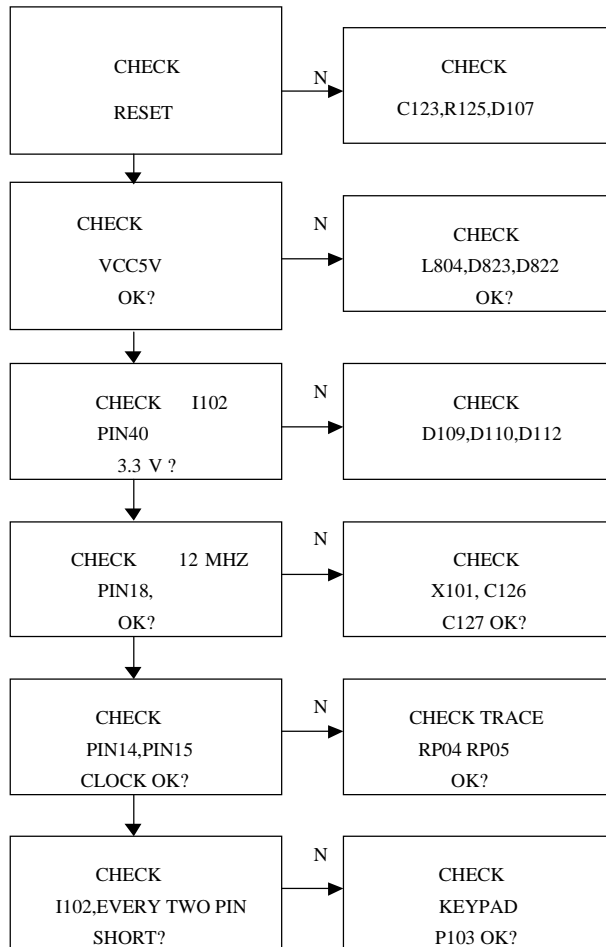 CHECK
RESET
N
CHECK
C123,R125,D107
CHECK
VCC5V
OK?
N
CHECK
L804,D823,D822
OK?
CHECK I102
PIN40
3.3 V ?
N
CHECK
D109,D110,D112
CHECK 12 MHZ
PIN18,
OK?
N
CHECK
X101, C126
C127 OK?
CHECK
PIN14,PIN15
CLOCK OK?
N
CHECK TRACE
RP04 RP05
OK?
CHECK
I102,EVERY TWO PIN
SHORT?
N
CHECK
KEYPAD
P103 OK?